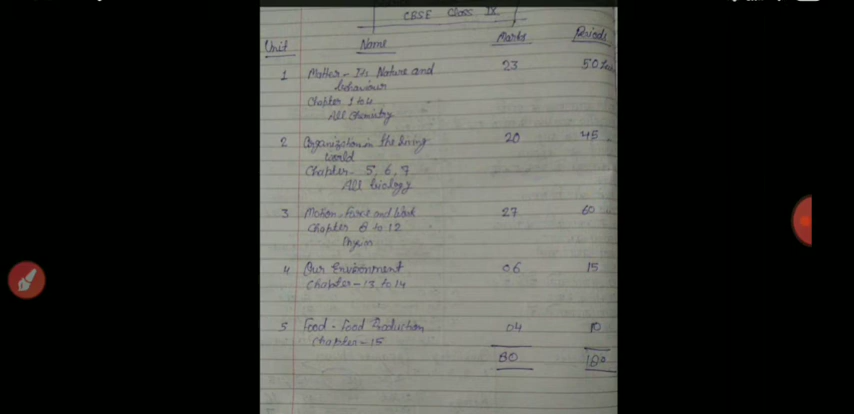 CBSE Class IX
Unit Name Marks Periods
1 Matter - Its Nature and 23 50
behaviour
Chapter 1 to 4
All Chemistry
2 Organization in the living 20 45
world
Chapter - 5, 6, 7
All biology
3 Motion - Force and Work 27 60
Chapter 8 to 12
4 Our Environment 06 15
Chapter - 13 to 14
5 Food - Food Production 04 10
Chapter - 15
80 180